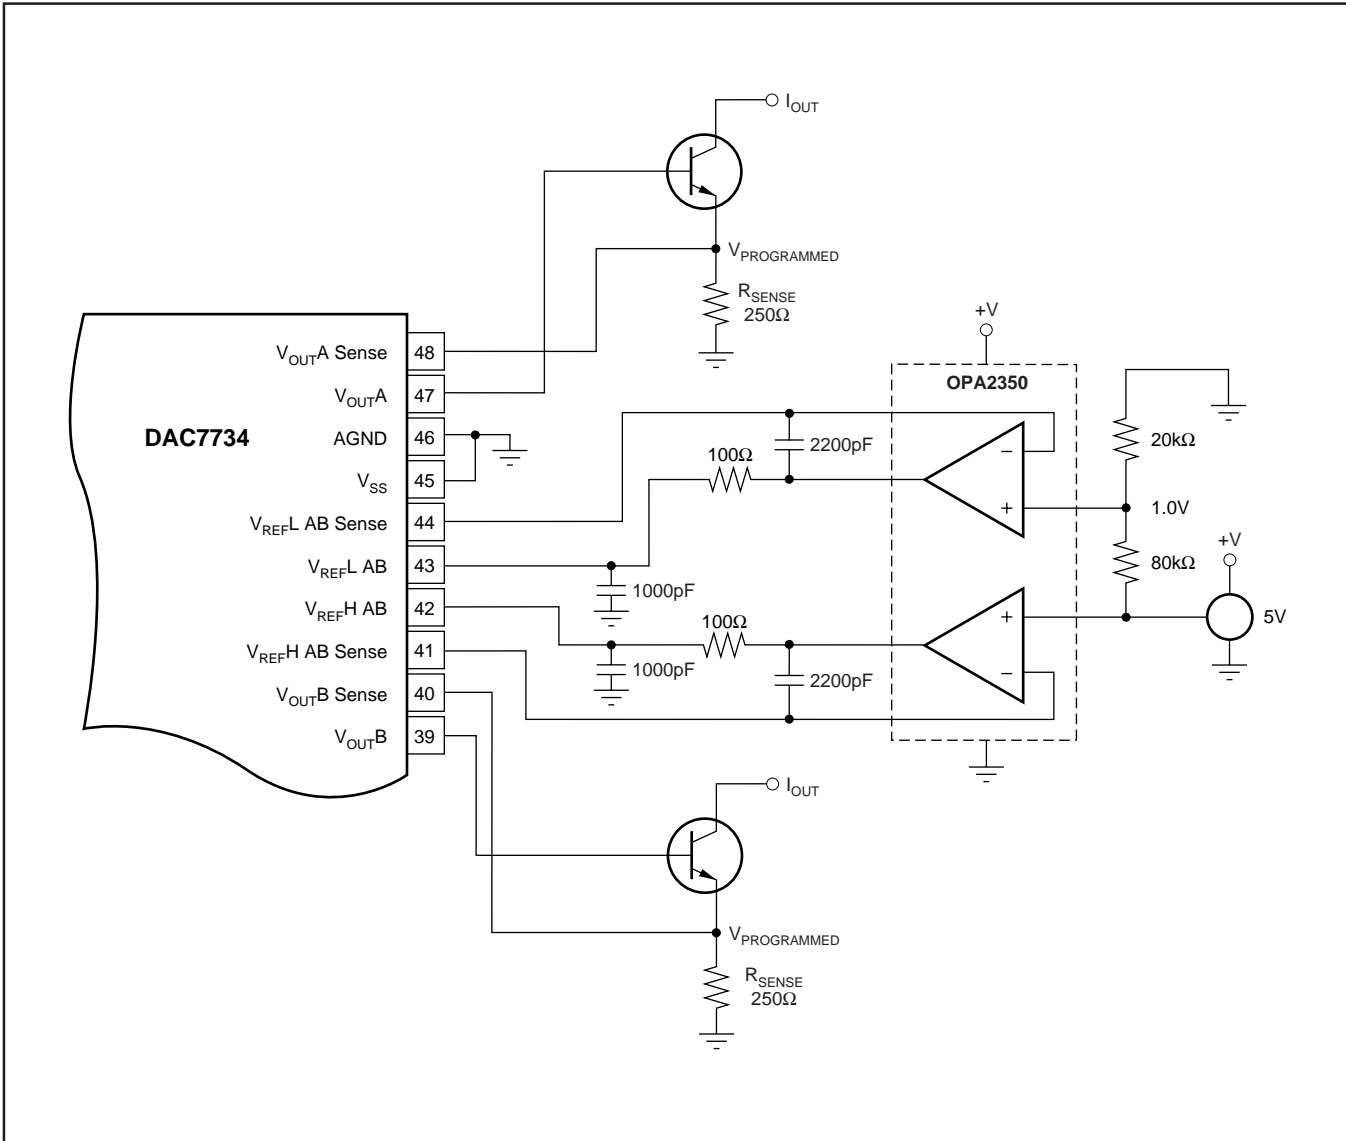 I_OUT
V_PROGRAMMED
R_SENSE
250Ω
DAC7734
V_OUT A Sense 48
V_OUT A 47
AGND 46
V_SS 45
V_REF L AB Sense 44
V_REF L AB 43
V_REF H AB 42
V_REF H AB Sense 41
V_OUT B Sense 40
V_OUT B 39
+V
OPA2350
100Ω
2200pF
–
+
20kΩ
1.0V
80kΩ
+V
5V
1000pF
100Ω
1000pF
2200pF
+
–
I_OUT
V_PROGRAMMED
R_SENSE
250Ω